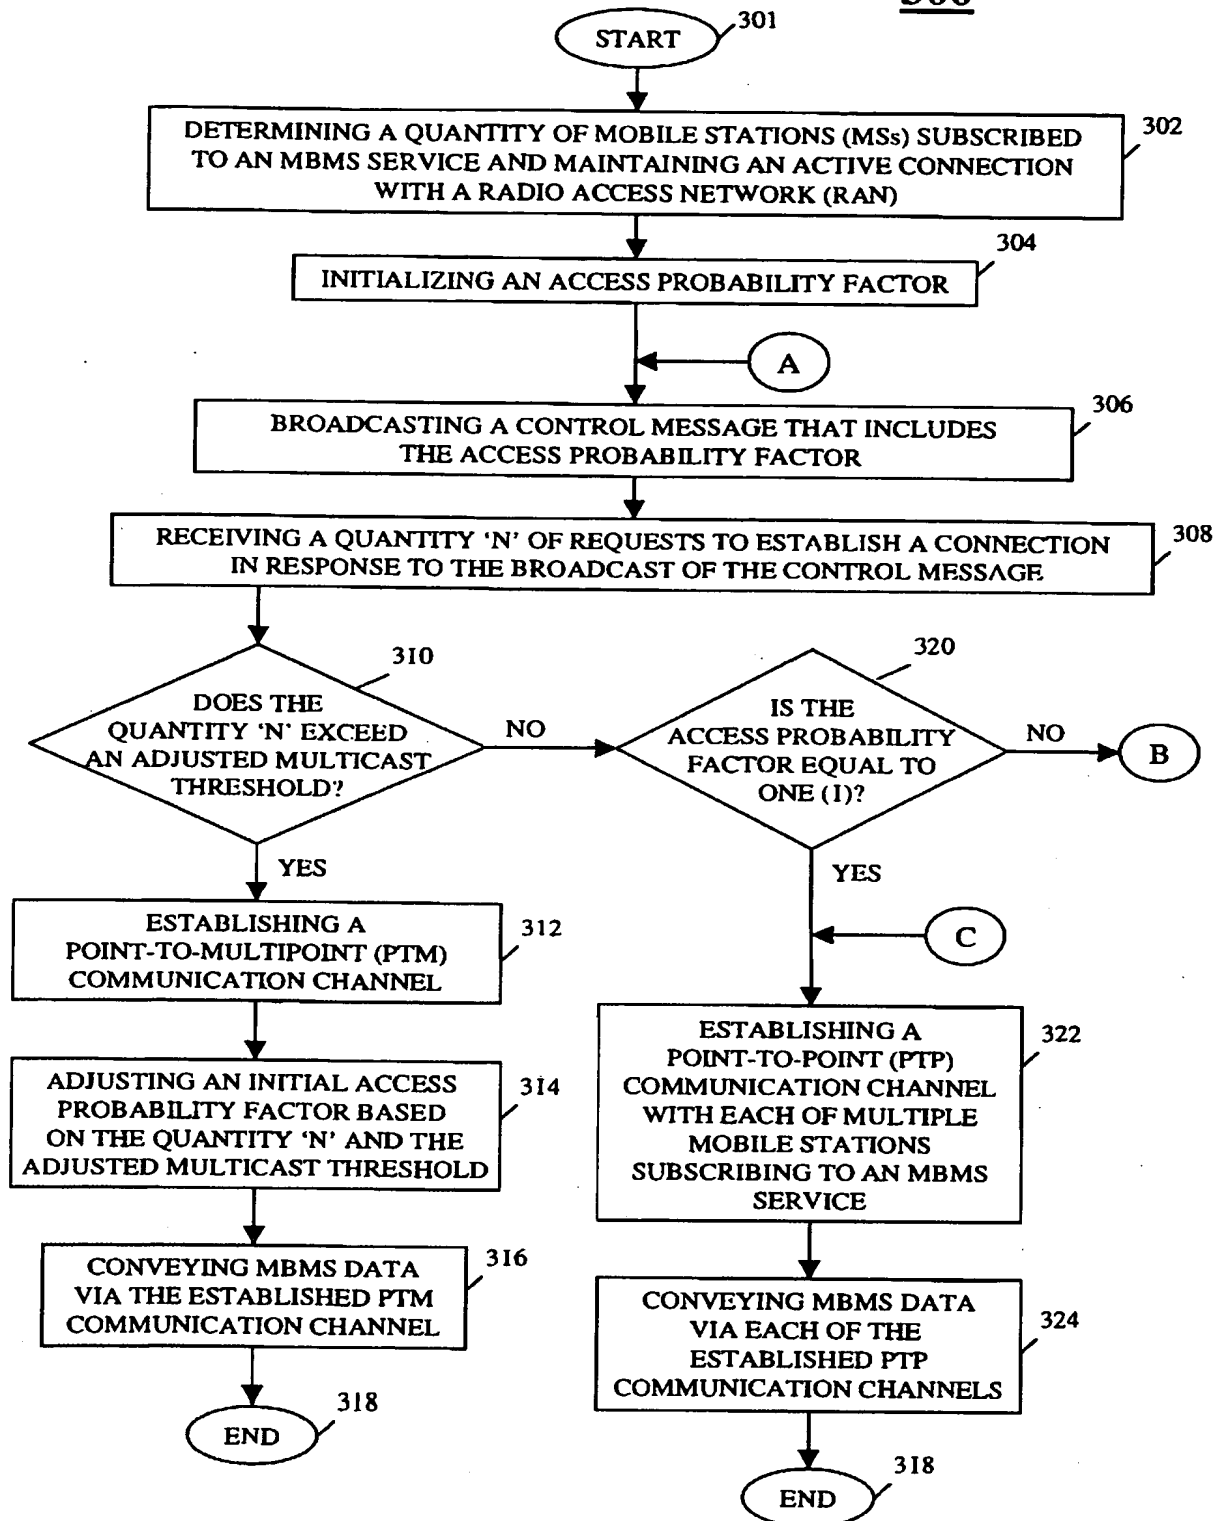 301
START
302
DETERMINING A QUANTITY OF MOBILE STATIONS (MSs) SUBSCRIBED
TO AN MBMS SERVICE AND MAINTAINING AN ACTIVE CONNECTION
WITH A RADIO ACCESS NETWORK (RAN)
304
INITIALIZING AN ACCESS PROBABILITY FACTOR
A
306
BROADCASTING A CONTROL MESSAGE THAT INCLUDES
THE ACCESS PROBABILITY FACTOR
308
RECEIVING A QUANTITY ‘N’ OF REQUESTS TO ESTABLISH A CONNECTION
IN RESPONSE TO THE BROADCAST OF THE CONTROL MESSAGE
310
DOES THE
QUANTITY ‘N’ EXCEED
AN ADJUSTED MULTICAST
THRESHOLD?
NO
320
IS THE
ACCESS PROBABILITY
FACTOR EQUAL TO
ONE (1)?
NO
B
YES
YES
312
ESTABLISHING A
POINT-TO-MULTIPOINT (PTM)
COMMUNICATION CHANNEL
C
314
ADJUSTING AN INITIAL ACCESS
PROBABILITY FACTOR BASED
ON THE QUANTITY ‘N’ AND THE
ADJUSTED MULTICAST THRESHOLD
322
ESTABLISHING A
POINT-TO-POINT (PTP)
COMMUNICATION CHANNEL
WITH EACH OF MULTIPLE
MOBILE STATIONS
SUBSCRIBING TO AN MBMS
SERVICE
316
CONVEYING MBMS DATA
VIA THE ESTABLISHED PTM
COMMUNICATION CHANNEL
324
CONVEYING MBMS DATA
VIA EACH OF THE
ESTABLISHED PTP
COMMUNICATION CHANNELS
318
END
318
END